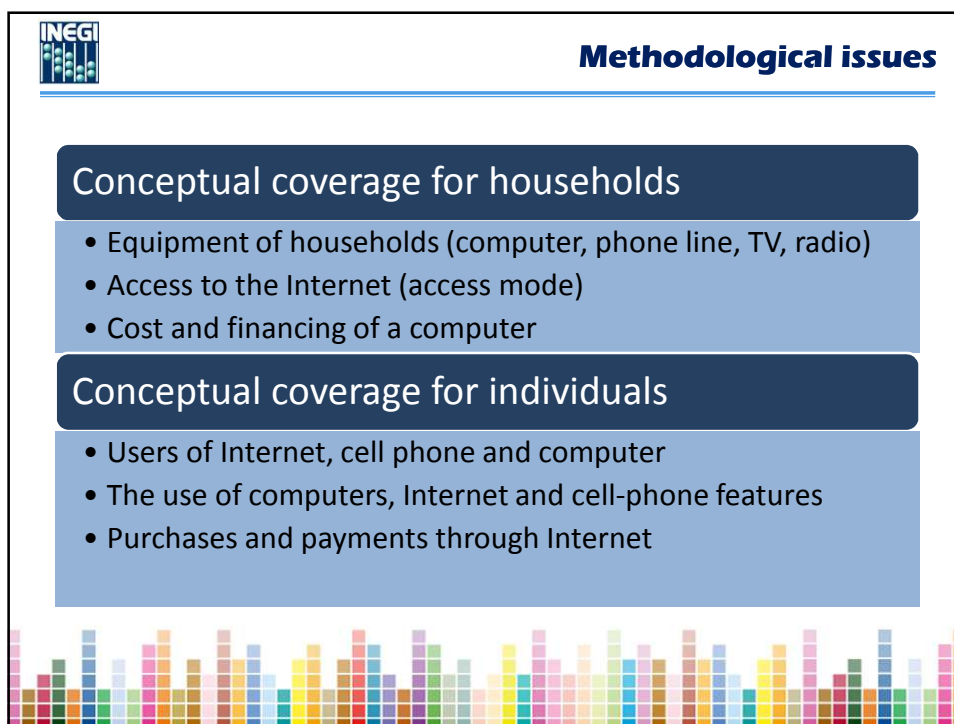 INEGI
Methodological issues
Conceptual coverage for households
• Equipment of households (computer, phone line, TV, radio)
• Access to the Internet (access mode)
• Cost and financing of a computer
Conceptual coverage for individuals
• Users of Internet, cell phone and computer
• The use of computers, Internet and cell-phone features
• Purchases and payments through Internet